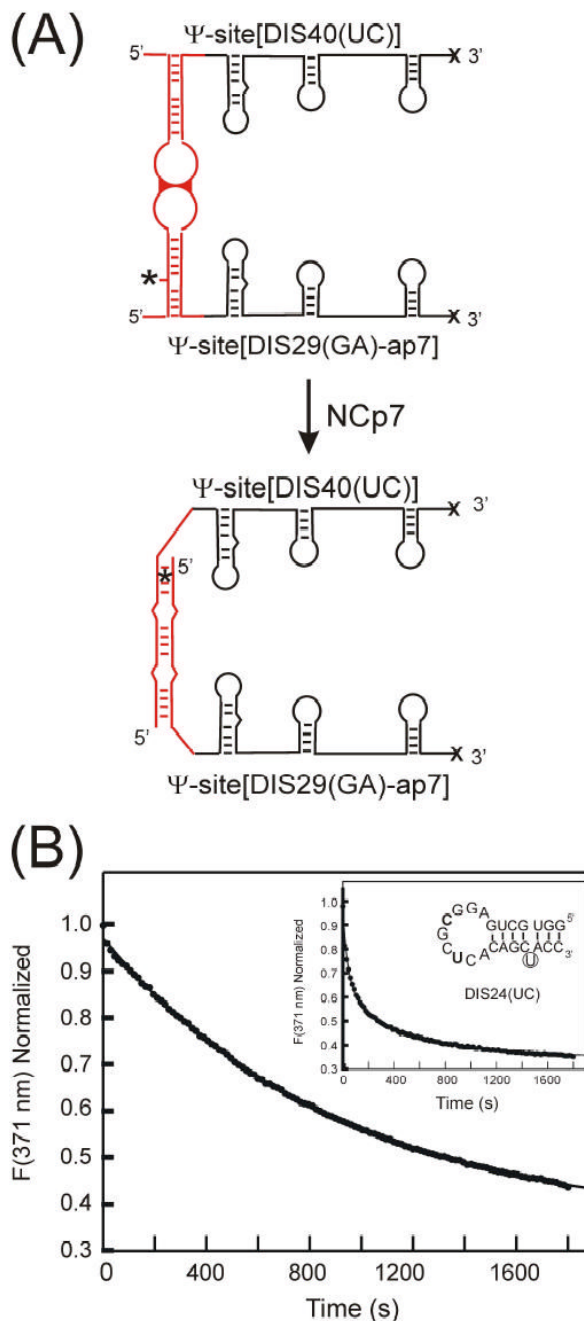 (A)
Ψ-site[DIS40(UC)]
5’ X 3’
*
5’ X 3’
Ψ-site[DIS29(GA)-ap7]
NCp7
Ψ-site[DIS40(UC)]
X 3’
5’
*
5’
X 3’
Ψ-site[DIS29(GA)-ap7]
(B)
F(371 nm) Normalized
1.0
0.9
0.8
0.7
0.6
0.5
0.4
0.3
0 400 800 1200 1600
Time (s)
F(371 nm) Normalized
1.0
0.9
0.8
0.7
0.6
0.5
0.4
0.3
0 400 800 1200 1600
Time (s)
C G G A G U C G U G G 5'
G C U C A C A G C A C C 3'
U
DIS24(UC)